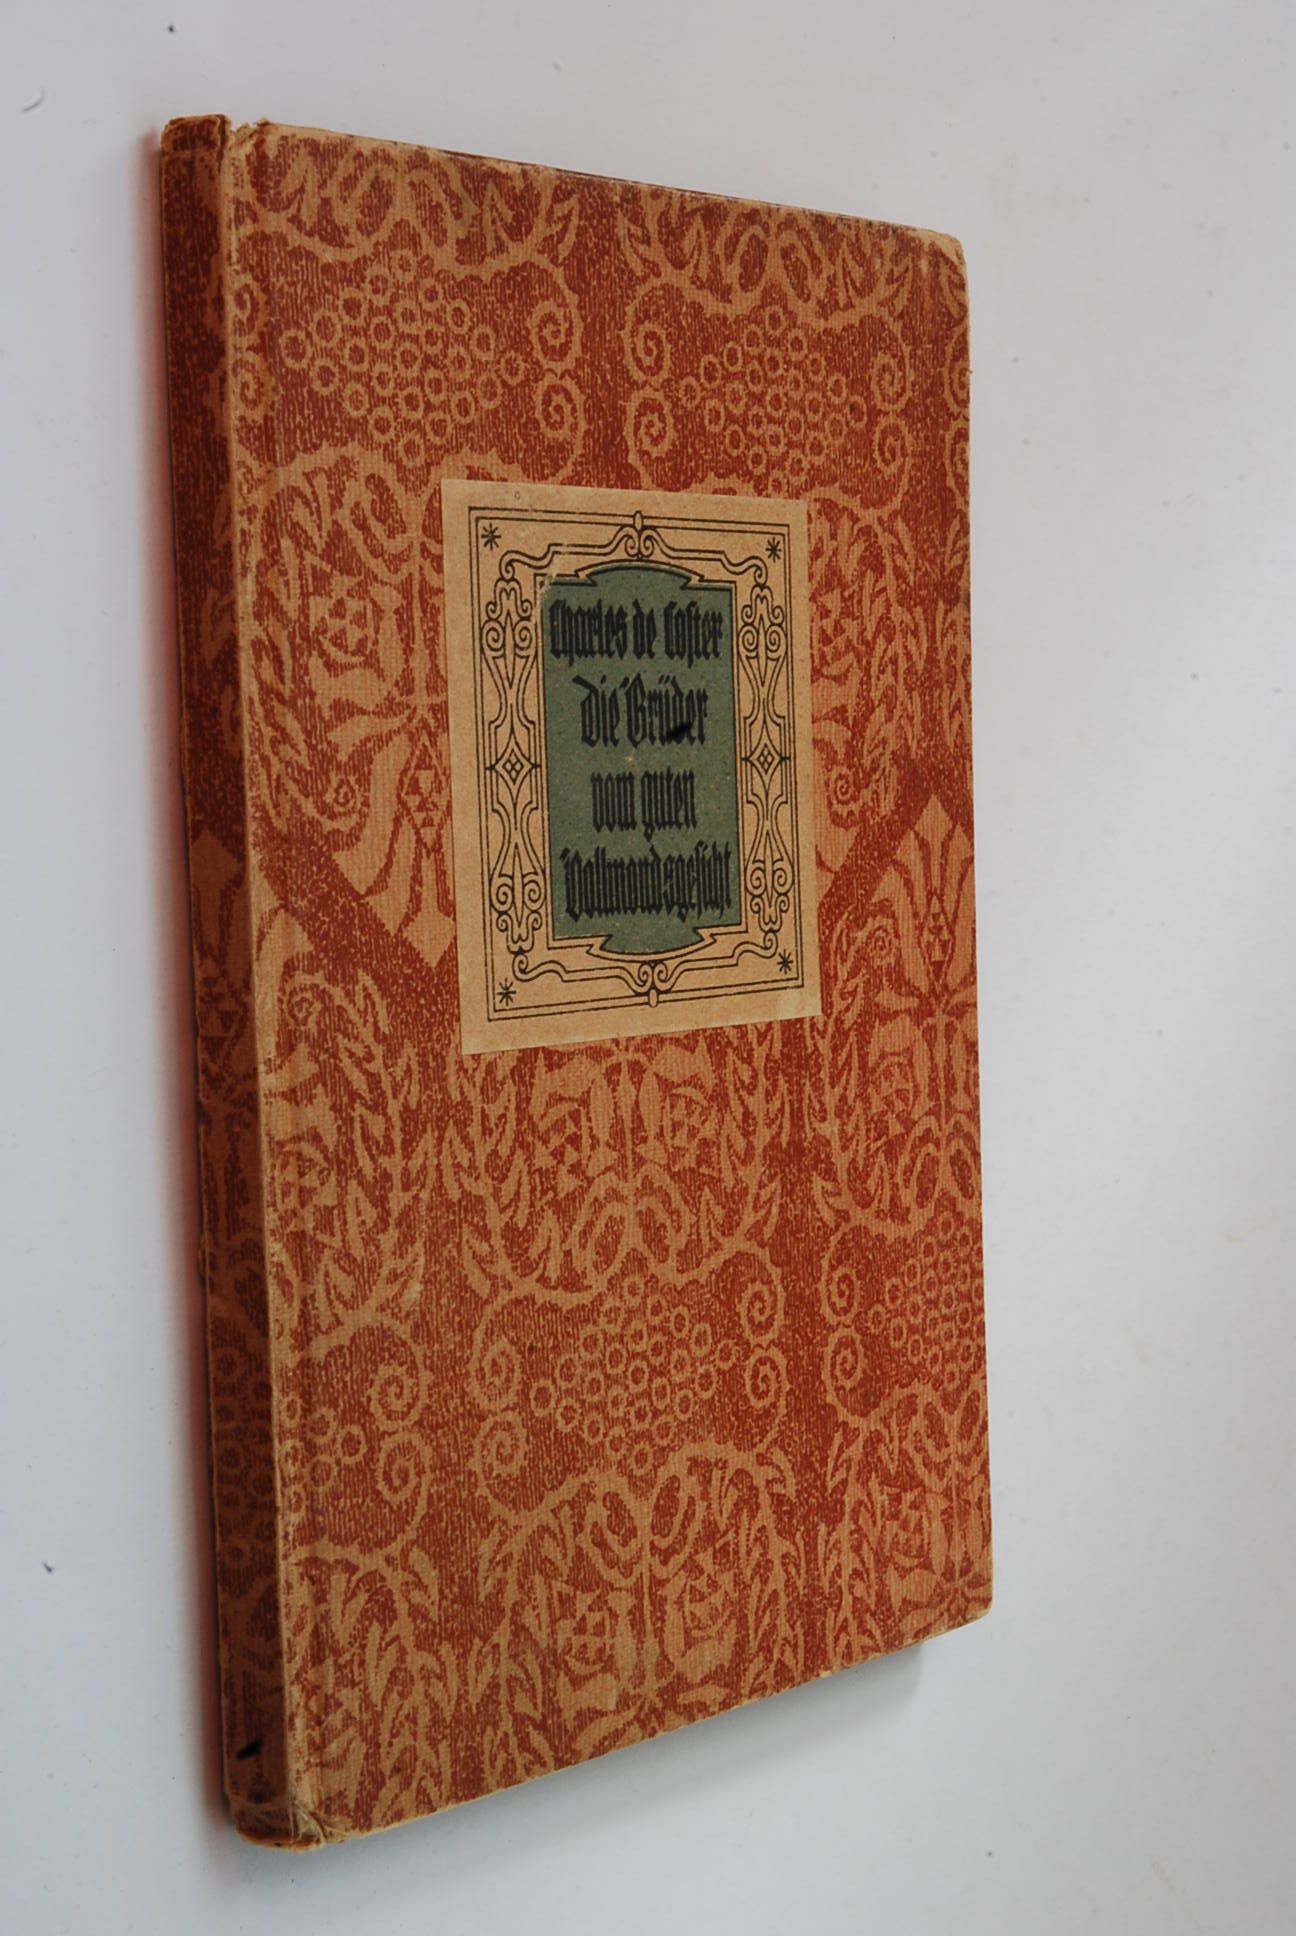 Charles de Coster
Die Brüder
vom guten
Vollmondsgesicht